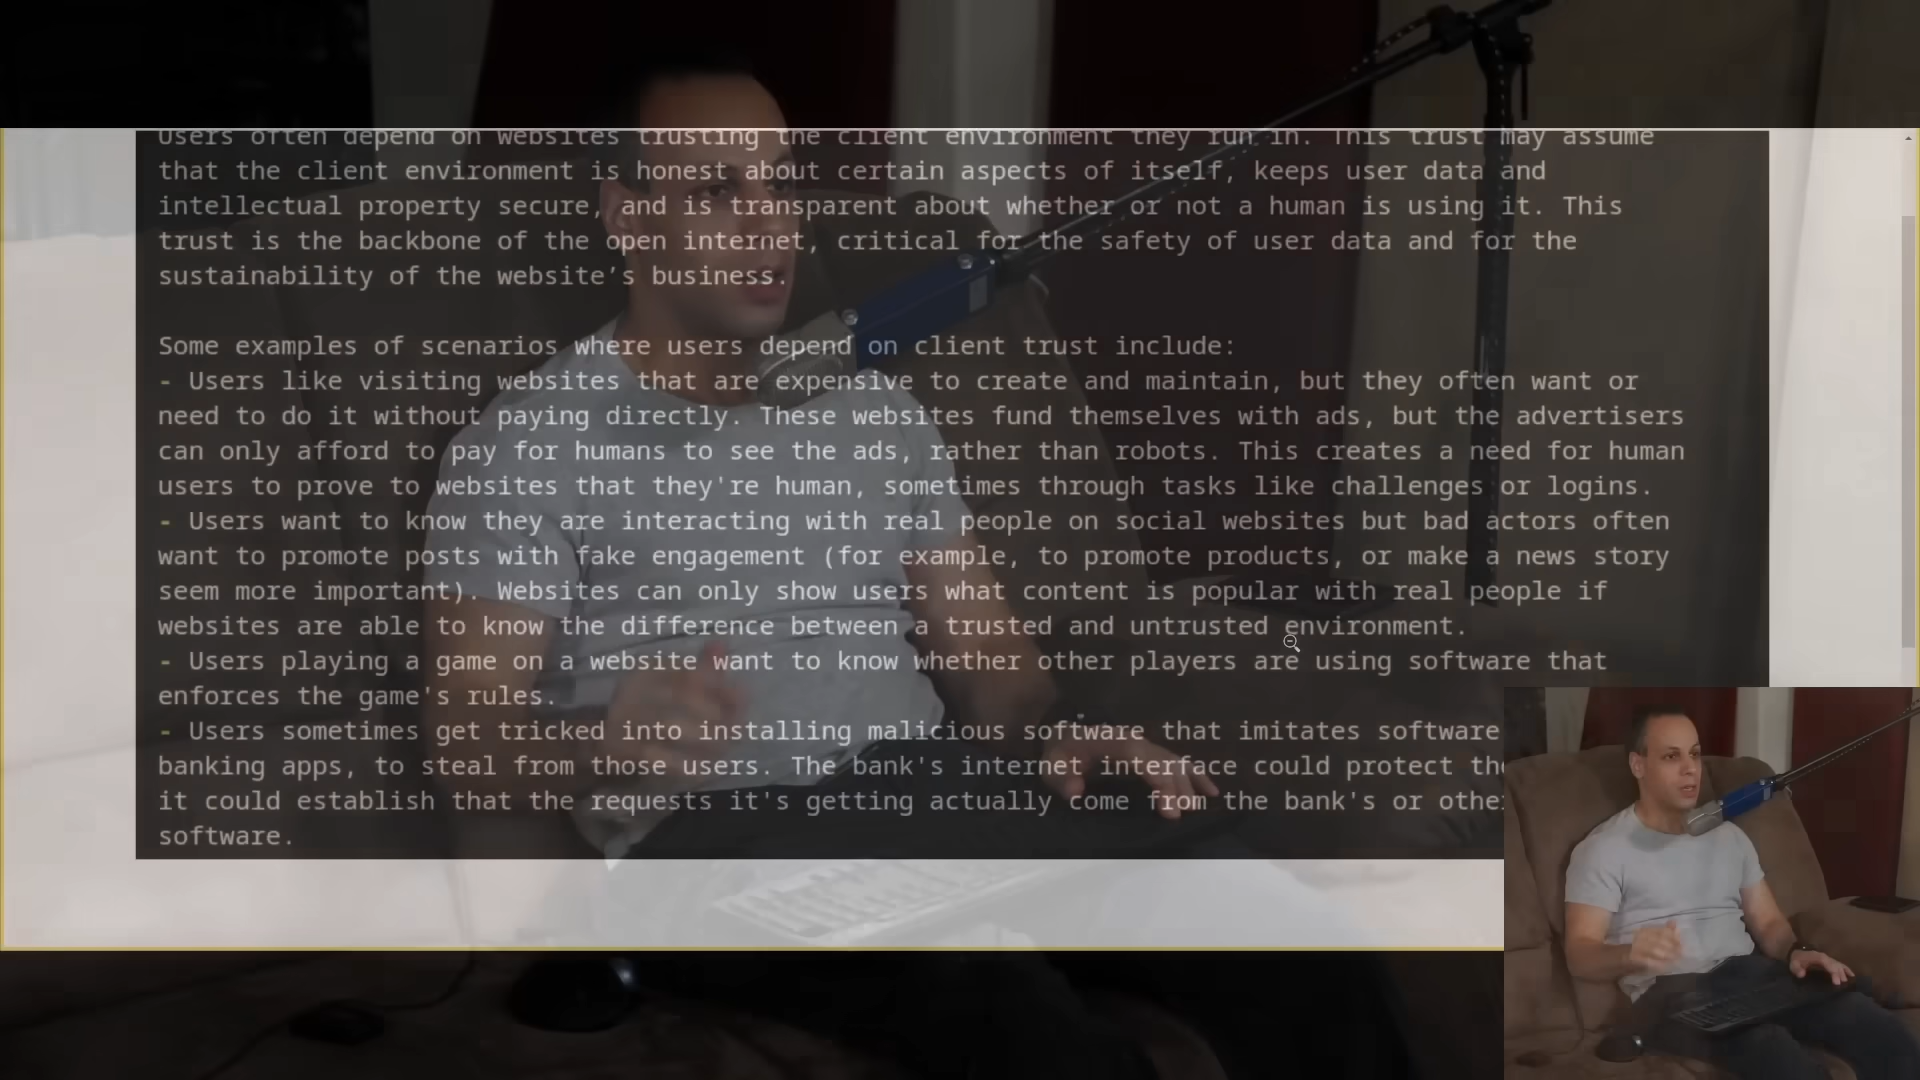 Users often depend on websites trusting the client environment they run in. This trust may assume
that the client environment is honest about certain aspects of itself, keeps user data and
intellectual property secure, and is transparent about whether or not a human is using it. This
trust is the backbone of the open internet, critical for the safety of user data and for the
sustainability of the website’s business.
Some examples of scenarios where users depend on client trust include:
- Users like visiting websites that are expensive to create and maintain, but they often want or
need to do it without paying directly. These websites fund themselves with ads, but the advertisers
can only afford to pay for humans to see the ads, rather than robots. This creates a need for human
users to prove to websites that they're human, sometimes through tasks like challenges or logins.
- Users want to know they are interacting with real people on social websites but bad actors often
want to promote posts with fake engagement (for example, to promote products, or make a news story
seem more important). Websites can only show users what content is popular with real people if
websites are able to know the difference between a trusted and untrusted environment.
- Users playing a game on a website want to know whether other players are using software that
enforces the game's rules.
- Users sometimes get tricked into installing malicious software that imitates software
banking apps, to steal from those users. The bank's internet interface could protect
it could establish that the requests it's getting actually come from the bank's or
software.